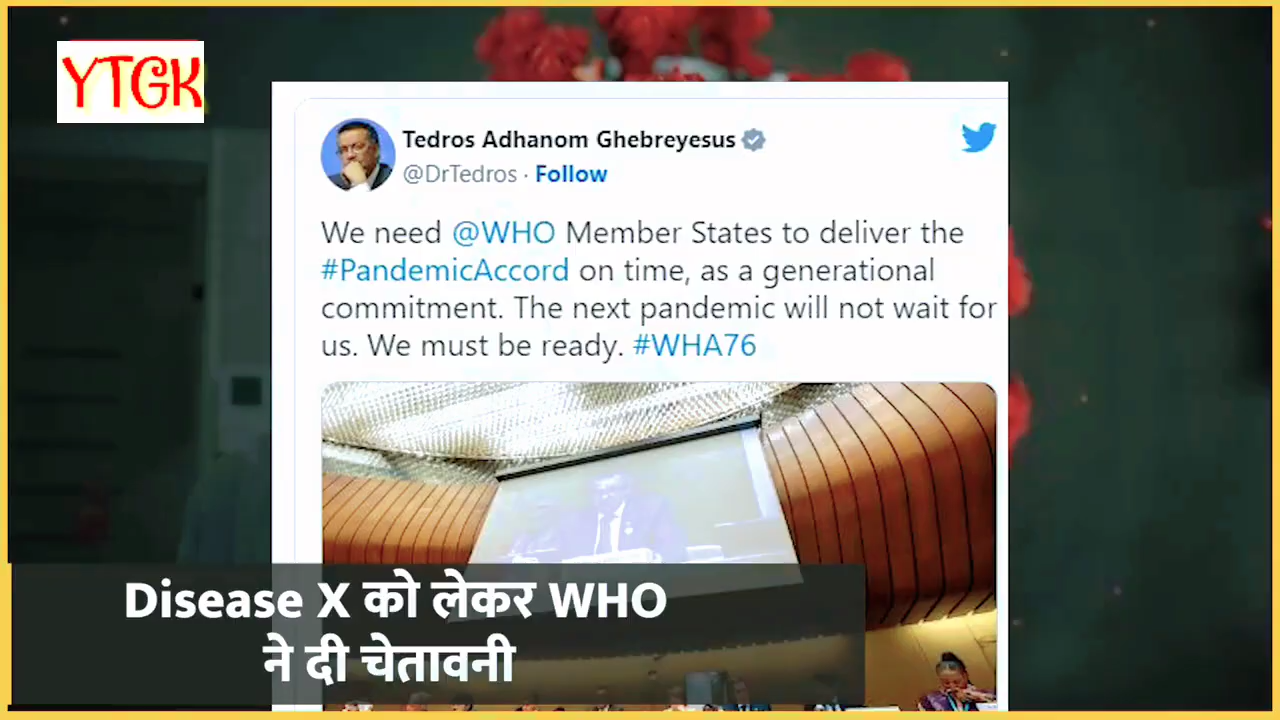 YTGK
Tedros Adhanom Ghebreyesus
@DrTedros · Follow
We need @WHO Member States to deliver the
#PandemicAccord on time, as a generational
commitment. The next pandemic will not wait for
us. We must be ready. #WHA76
Disease X को लेकर WHO
ने दी चेतावनी